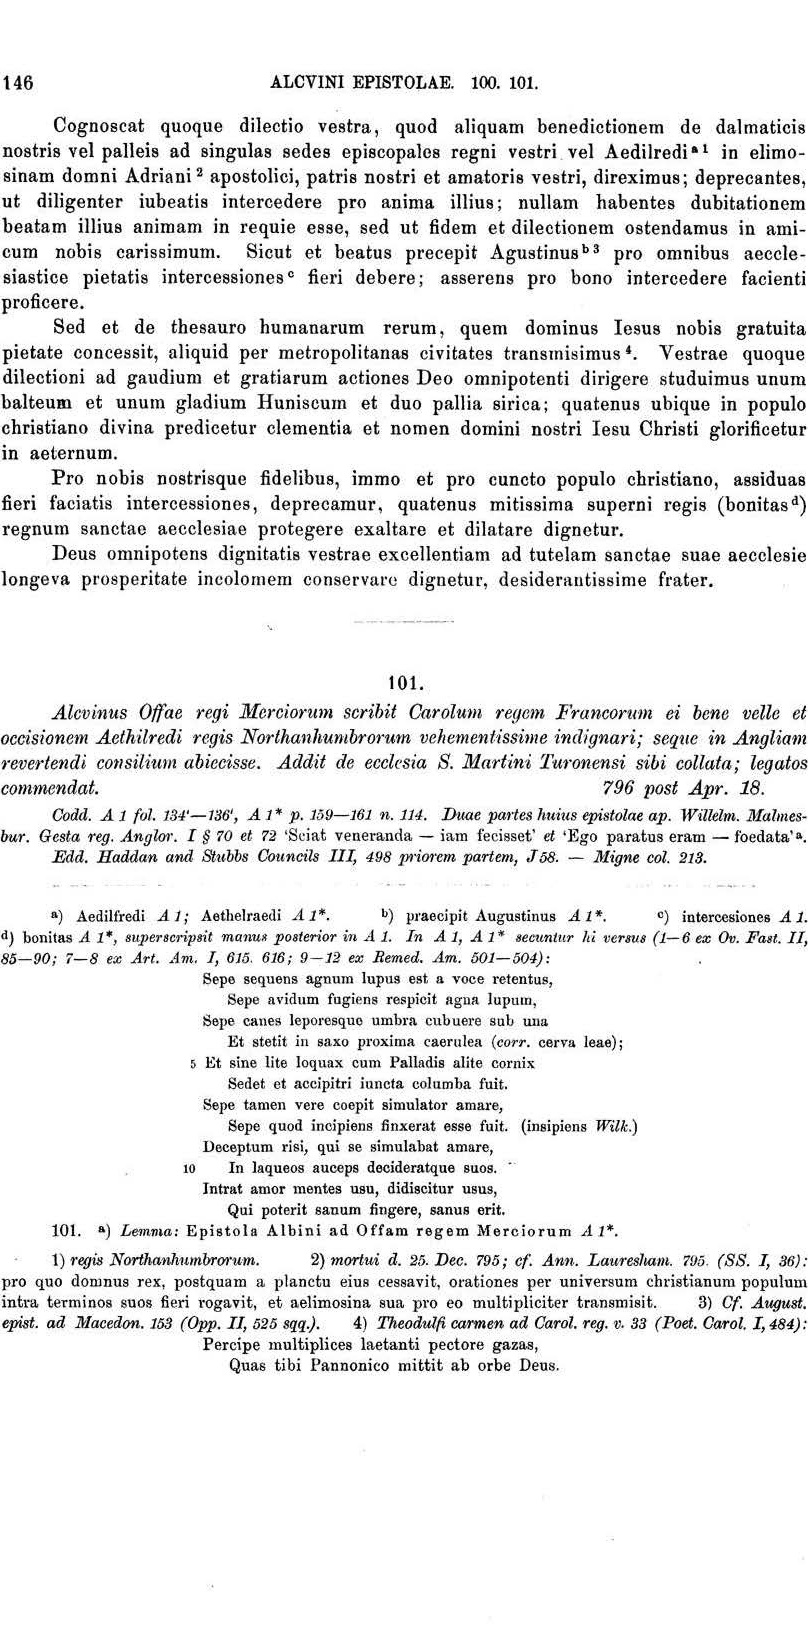 146 ALCVINI EPISTOLAE. 100. 101.
Cognoscat quoque dilectio vestra, quod aliquam benedictionem de dalmaticis
nostris vel palleis ad singulas sedes episcopales regni vestri vel Aedilredi a 1 in elimo-
sinam domni Adriani 2 apostolici, patris nostri et amatoris vestri, direximus; deprecantes,
ut diligenter iubeatis intercedere pro anima illius; nullam habentes dubitationem
beatam illius animam in requie esse, sed ut fidem et dilectionem ostendamus in ami-
cum nobis carissimum. Sicut et beatus precepit Agustinus b 3 pro omnibus aeccle-
siastice pietatis intercessiones c fieri debere; asserens pro bono intercedere facienti
proficere.
Sed et de thesauro humanarum rerum, quem dominus Iesus nobis gratuita
pietate concessit, aliquid per metropolitanas civitates transmisimus 4. Vestrae quoque
dilectioni ad gaudium et gratiarum actiones Deo omnipotenti dirigere studuimus unum
balteum et unum gladium Huniscum et duo pallia sirica; quatenus ubique in populo
christiano divina predicetur clementia et nomen domini nostri Iesu Christi glorificetur
in aeternum.
Pro nobis nostrisque fidelibus, immo et pro cuncto populo christiano, assiduas
fieri faciatis intercessiones, deprecamur, quatenus mitissima superni regis (bonitas d)
regnum sanctae aecclesiae protegere exaltare et dilatare dignetur.
Deus omnipotens dignitatis vestrae excellentiam ad tutelam sanctae suae aecclesie
longeva prosperitate incolomem conservare dignetur, desiderantissime frater.
101.
Alcvinus Offae regi Merciorum scribit Carolum regem Francorum ei bene velle et
occisionem Aethilredi regis Northanhumbrorum vehementissime indignari; seque in Angliam
revertendi consilium abiecisse. Addit de ecclesia S. Martini Turonensi sibi collata; legatos
commendat. 796 post Apr. 18.
Codd. A 1 fol. 134'—136', A 1* p. 159—161 n. 114. Duae partes huius epistolae ap. Willelm. Malmes-
bur. Gesta reg. Anglor. I § 70 et 72 'Sciat veneranda — iam fecisset' et 'Ego paratus eram — foedata' a.
Edd. Haddan and Stubbs Councils III, 498 priorem partem, J 58. — Migne col. 213.
a) Aedilfredi A 1; Aethelraedi A 1*. b) praecipit Augustinus A 1*. c) intercesiones A 1.
d) bonitas A 1*, superscripsit manus posterior in A 1. In A 1, A 1* secuntur hi versus (1—6 ex Ov. Fast. II,
85—90; 7—8 ex Art. Am. I, 615. 616; 9—12 ex Remed. Am. 501—504):
Sepe sequens agnum lupus est a voce retentus,
Sepe avidum fugiens respicit agna lupum,
Sepe canes leporesque umbra cubuere sub una
Et stetit in saxo proxima caerulea (corr. cerva leae);
5 Et sine lite loquax cum Palladis alite cornix
Sedet et accipitri iuncta columba fuit.
Sepe tamen vere coepit simulator amare,
Sepe quod incipiens finxerat esse fuit. (insipiens Wilk.)
Deceptum risi, qui se simulabat amare,
10 In laqueos auceps decideratque suos.
Intrat amor mentes usu, didiscitur usus,
Qui poterit sanum fingere, sanus erit.
101. a) Lemma: Epistola Albini ad Offam regem Merciorum A 1*.
1) regis Northanhumbrorum. 2) mortui d. 25. Dec. 795; cf. Ann. Lauresham. 795. (SS. I, 36):
pro quo domnus rex, postquam a planctu eius cessavit, orationes per universum christianum populum
intra terminos suos fieri rogavit, et aelimosina sua pro eo multipliciter transmisit. 3) Cf. August.
epist. ad Macedon. 153 (Opp. II, 525 sqq.). 4) Theodulfi carmen ad Carol. reg. v. 33 (Poet. Carol. I, 484):
Percipe multiplices laetanti pectore gazas,
Quas tibi Pannonico mittit ab orbe Deus.